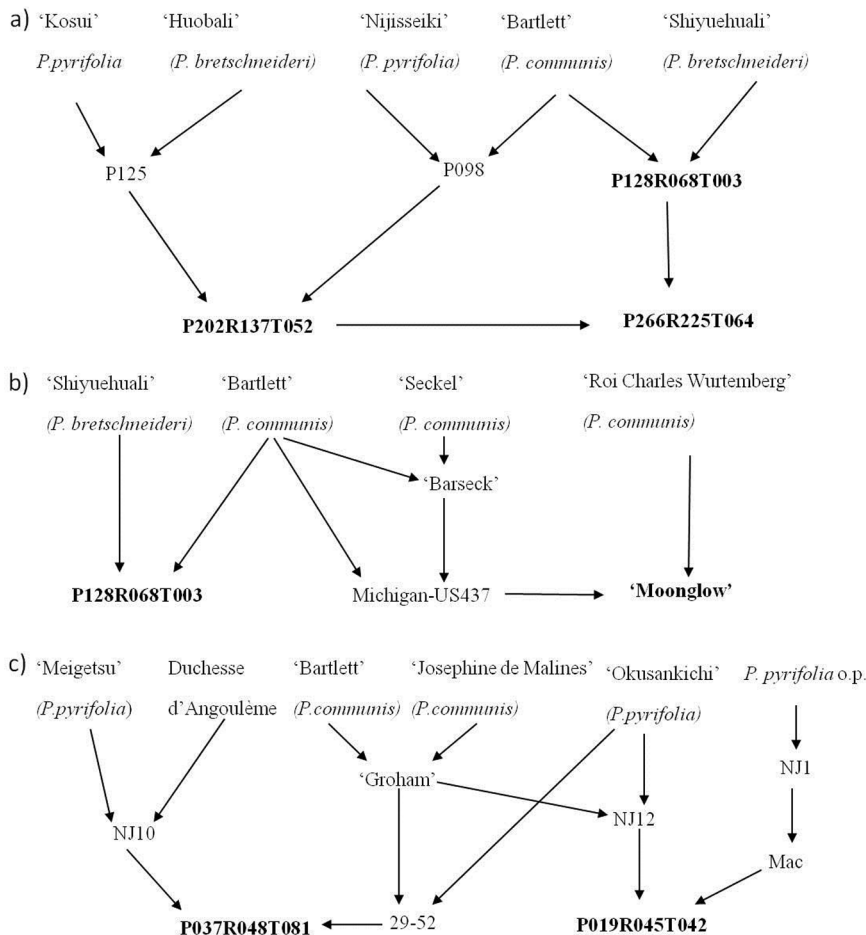 a) ‘Kosui’ ‘Huobali’ ‘Nijisseiki’ ‘Bartlett’ ‘Shiyuehuali’
P.pyrifolia (P. bretschneideri) (P. pyrifolia) (P. communis) (P. bretschneideri)
P125 P098 P128R068T003
P202R137T052 P266R225T064
b) ‘Shiyuehuali’ ‘Bartlett’ ‘Seckel’ ‘Roi Charles Wurtemberg’
(P. bretschneideri) (P. communis) (P. communis) (P. communis)
‘Barseck’
P128R068T003 Michigan-US437 ‘Moonglow’
c) ‘Meigetsu’ Duchesse ‘Bartlett’ ‘Josephine de Malines’ ‘Okusankichi’ P. pyrifolia o.p.
(P.pyrifolia) d’Angoulème (P.communis) (P.communis) (P.pyrifolia)
‘Groham’ NJ1
NJ10 NJ12
Mac
P037R048T081 29-52 P019R045T042